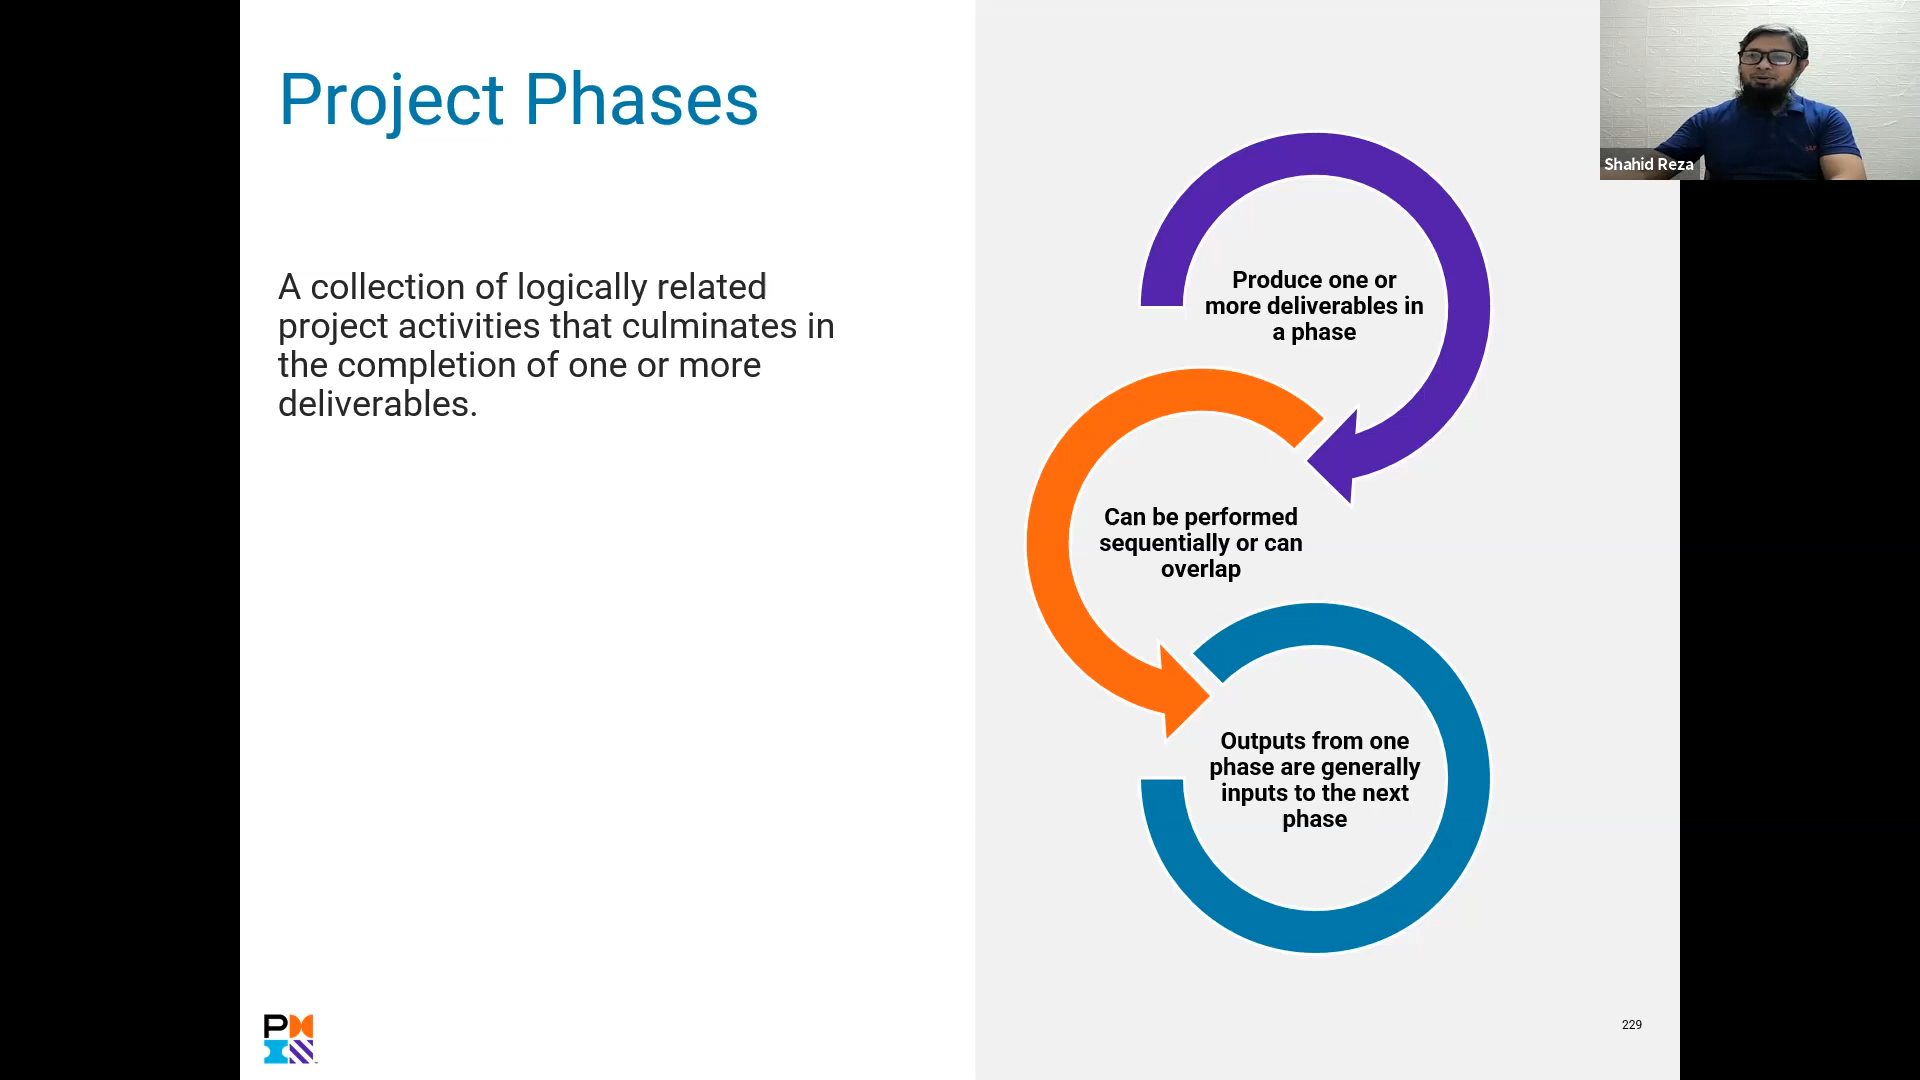 Project Phases
A collection of logically related
project activities that culminates in
the completion of one or more
deliverables.
Produce one or
more deliverables in
a phase
Can be performed
sequentially or can
overlap
Outputs from one
phase are generally
inputs to the next
phase
Shahid Reza
229